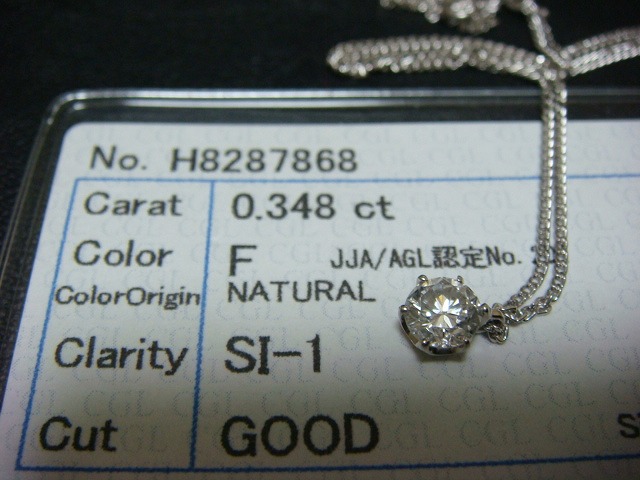 No. H8287868
Carat 0.348 ct
Color F JJA/AGL認定No.
ColorOrigin NATURAL
Clarity SI-1
Cut GOOD